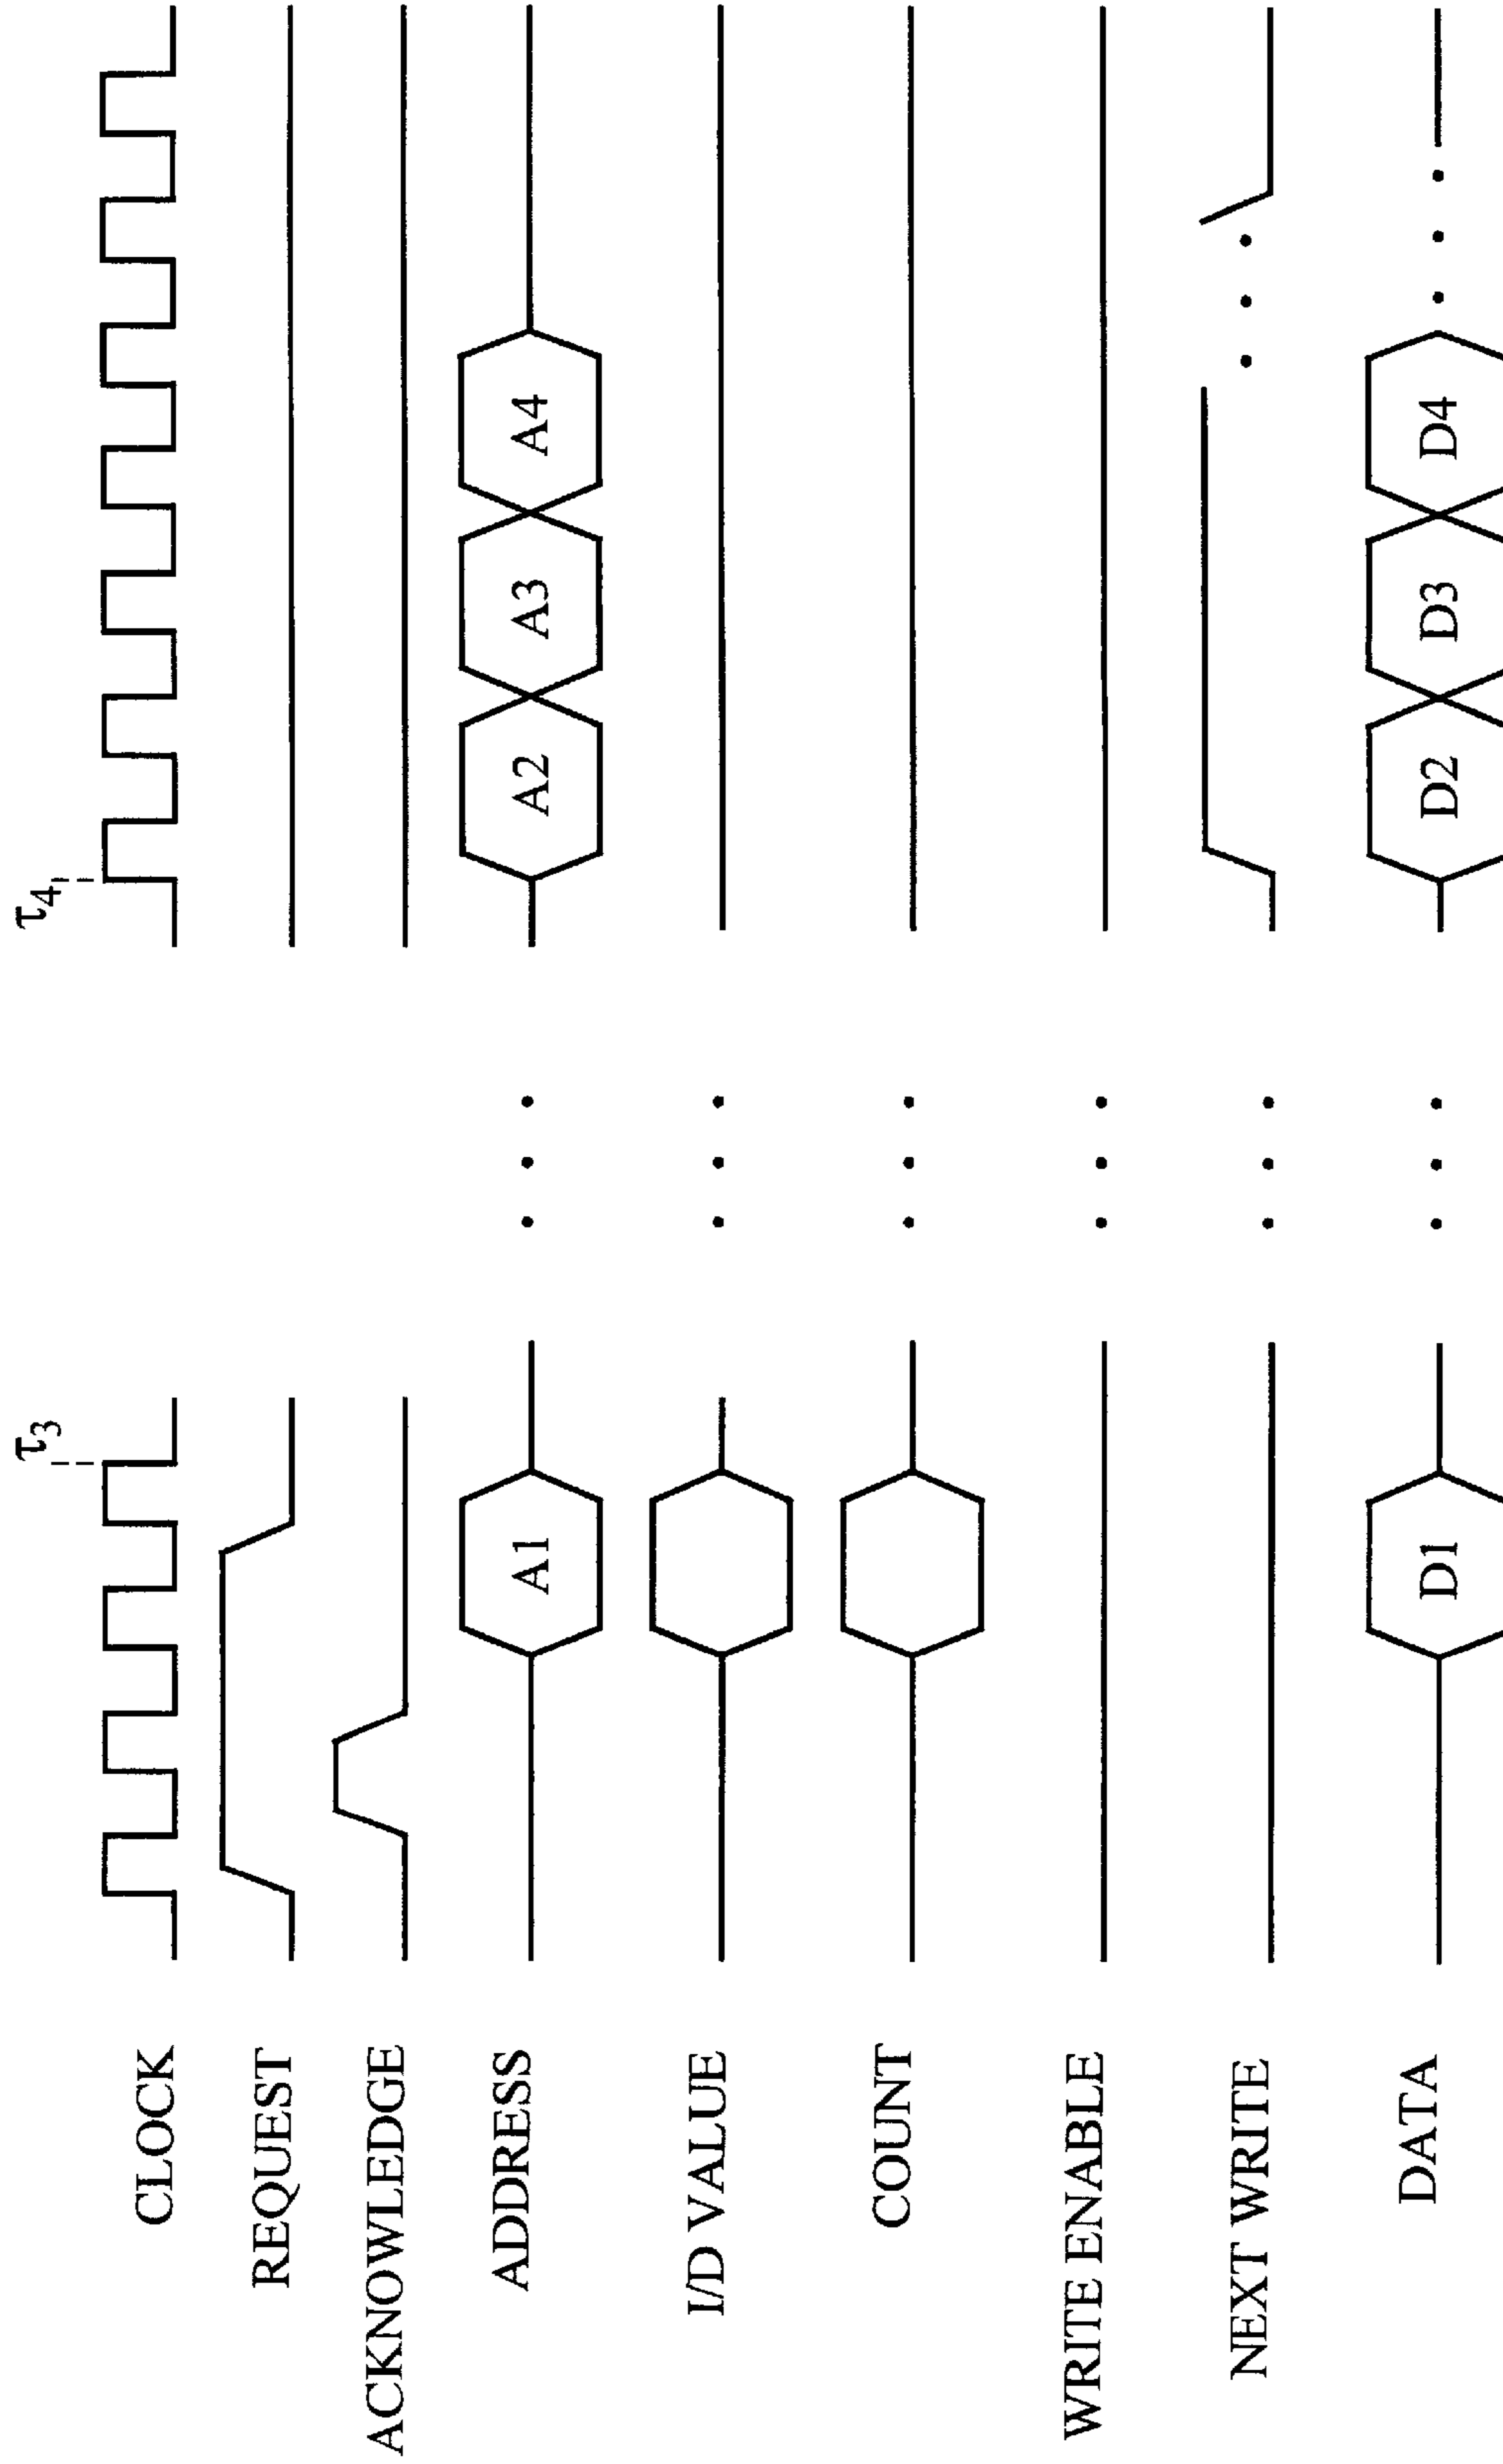 τ3 τ4
CLOCK
REQUEST
ACKNOWLEDGE
ADDRESS A1 A2 A3 A4
I/D VALUE
COUNT
WRITE ENABLE
NEXT WRITE
DATA D1 D2 D3 D4